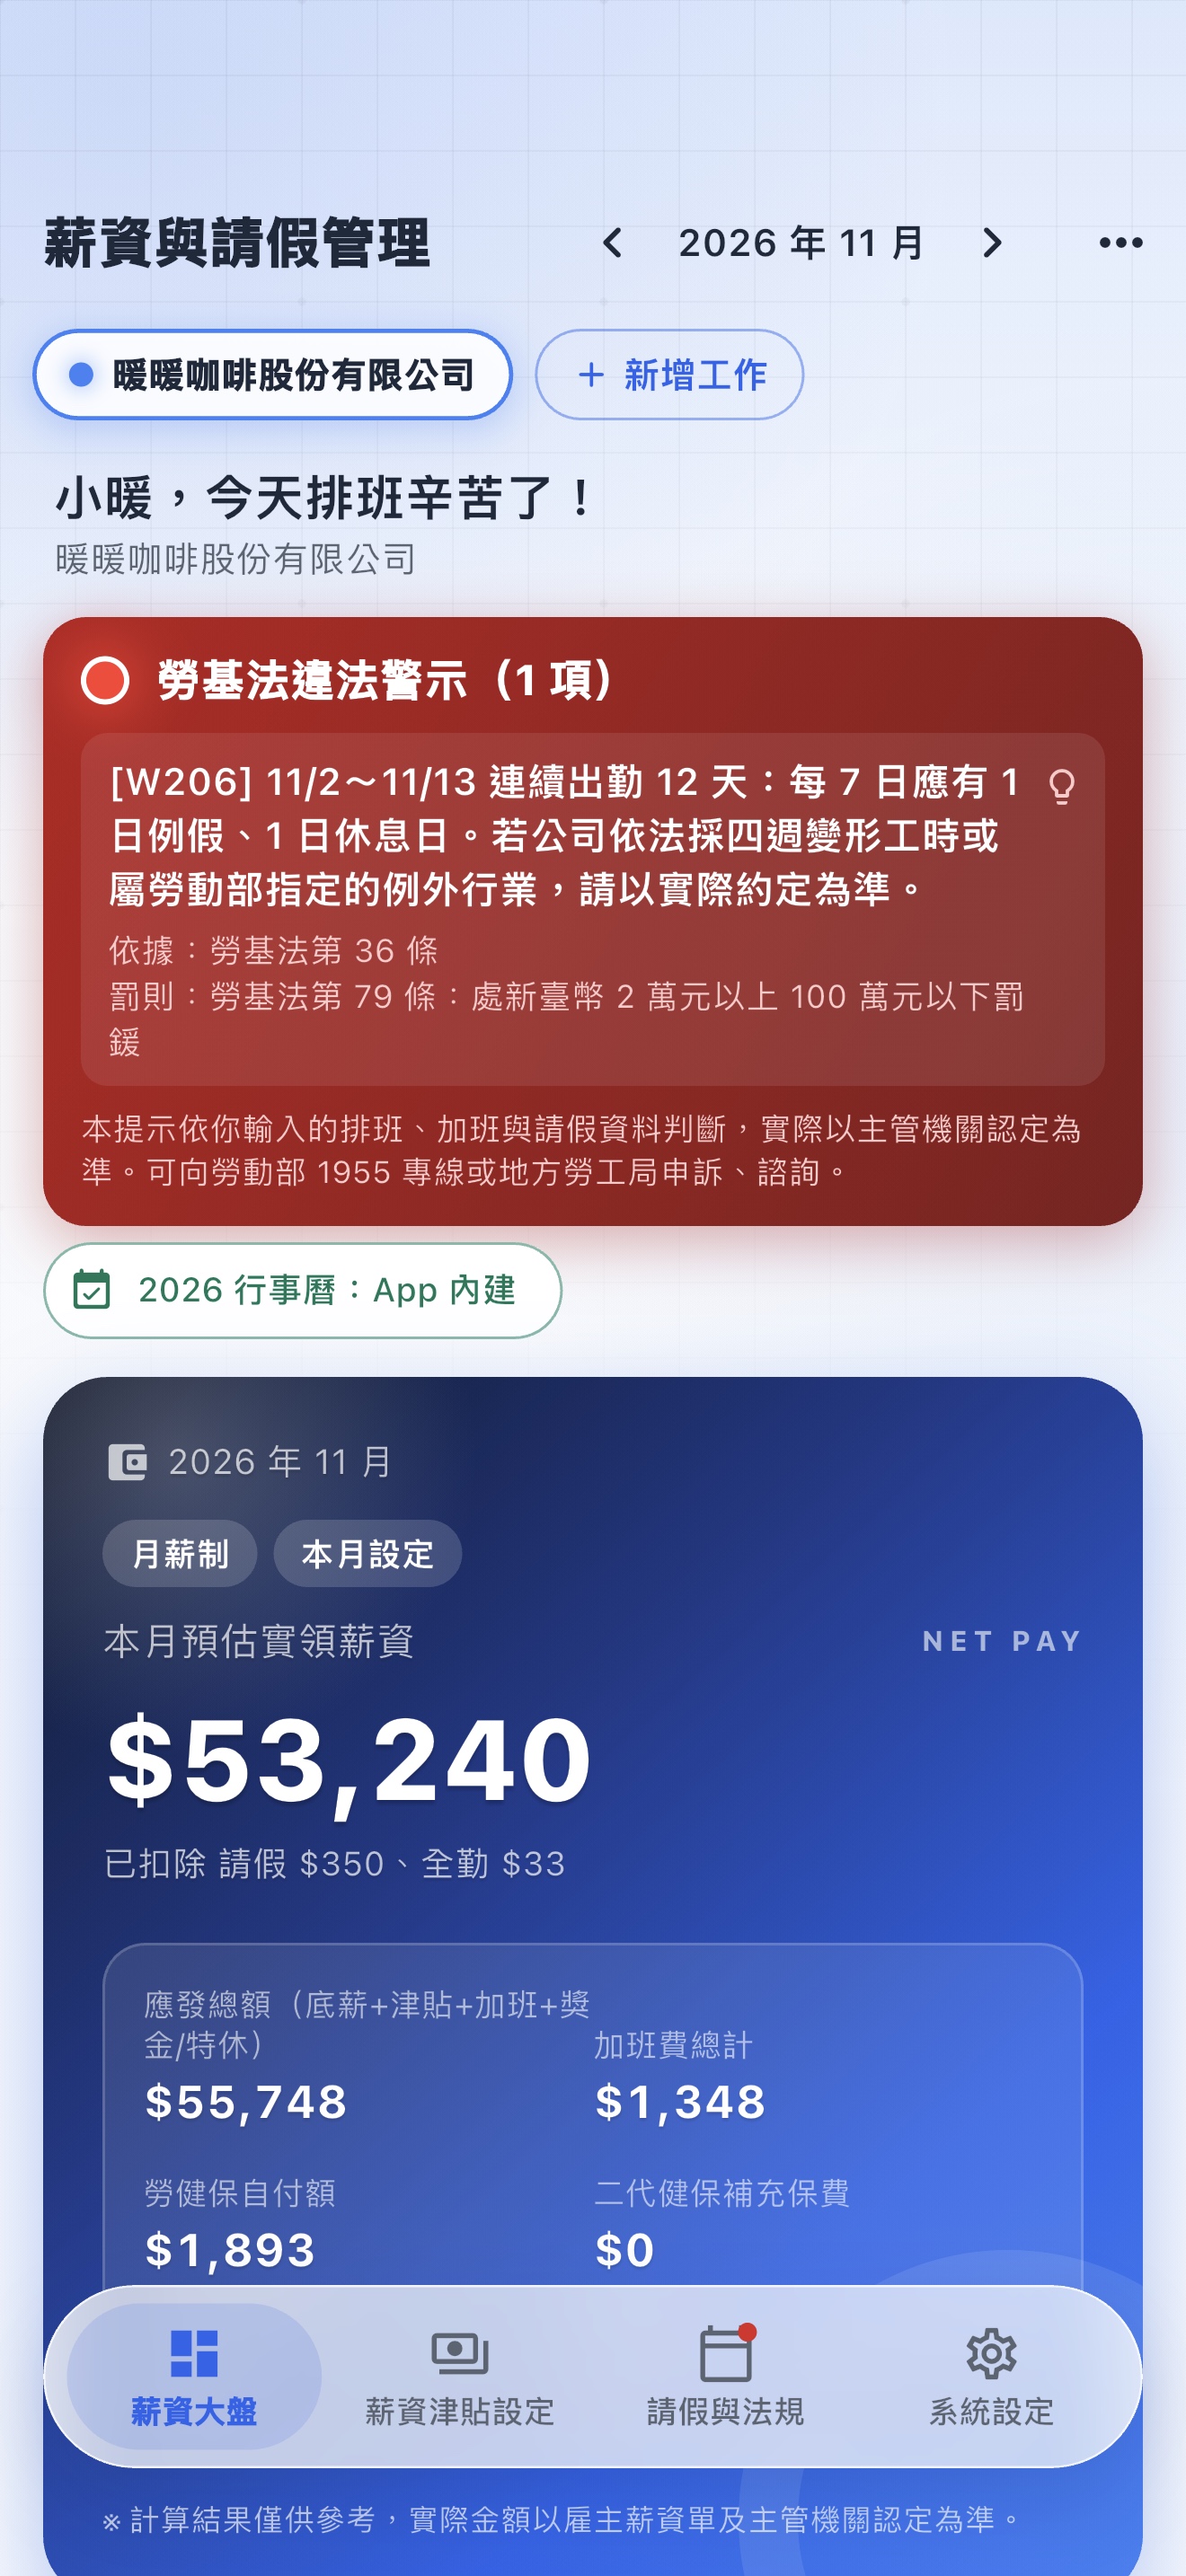 薪資與請假管理
2026 年 11 月
暖暖咖啡股份有限公司
+ 新增工作
小暖，今天排班辛苦了！
暖暖咖啡股份有限公司
勞基法違法警示（1 項）
[W206] 11/2～11/13 連續出勤 12 天：每 7 日應有 1
日例假、1 日休息日。若公司依法採四週變形工時或
屬勞動部指定的例外行業，請以實際約定為準。
依據：勞基法第 36 條
罰則：勞基法第 79 條：處新臺幣 2 萬元以上 100 萬元以下罰
鍰
本提示依你輸入的排班、加班與請假資料判斷，實際以主管機關認定為
準。可向勞動部 1955 專線或地方勞工局申訴、諮詢。
2026 行事曆：App 內建
2026 年 11 月
月薪制
本月設定
本月預估實領薪資
NET PAY
$53,240
已扣除 請假 $350、全勤 $33
應發總額（底薪+津貼+加班+獎
金/特休）
加班費總計
$55,748
$1,348
勞健保自付額
二代健保補充保費
$1,893
$0
薪資大盤
薪資津貼設定
請假與法規
系統設定
※ 計算結果僅供參考，實際金額以雇主薪資單及主管機關認定為準。